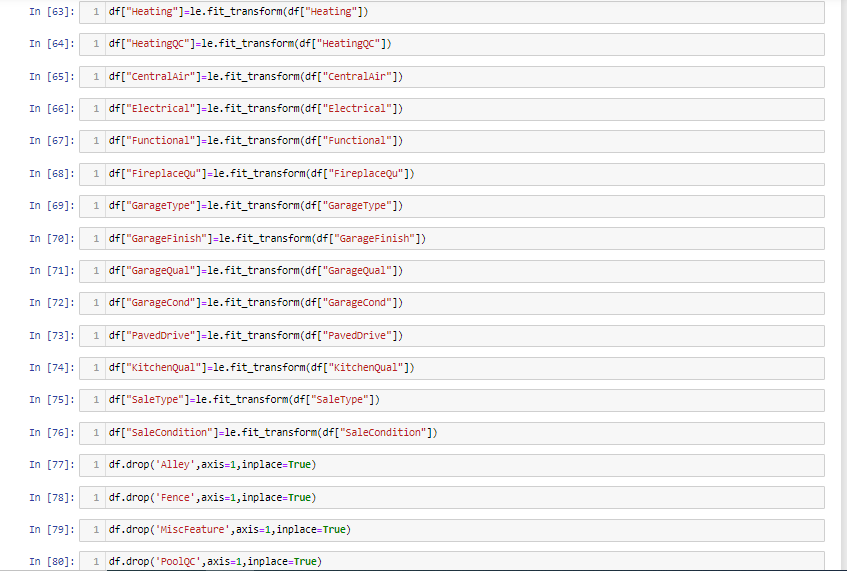 In [63]: 1 df["Heating"]=le.fit_transform(df["Heating"])
In [64]: 1 df["HeatingQC"]=le.fit_transform(df["HeatingQC"])
In [65]: 1 df["CentralAir"]=le.fit_transform(df["CentralAir"])
In [66]: 1 df["Electrical"]=le.fit_transform(df["Electrical"])
In [67]: 1 df["Functional"]=le.fit_transform(df["Functional"])
In [68]: 1 df["FireplaceQu"]=le.fit_transform(df["FireplaceQu"])
In [69]: 1 df["GarageType"]=le.fit_transform(df["GarageType"])
In [70]: 1 df["GarageFinish"]=le.fit_transform(df["GarageFinish"])
In [71]: 1 df["GarageQual"]=le.fit_transform(df["GarageQual"])
In [72]: 1 df["GarageCond"]=le.fit_transform(df["GarageCond"])
In [73]: 1 df["PavedDrive"]=le.fit_transform(df["PavedDrive"])
In [74]: 1 df["KitchenQual"]=le.fit_transform(df["KitchenQual"])
In [75]: 1 df["SaleType"]=le.fit_transform(df["SaleType"])
In [76]: 1 df["SaleCondition"]=le.fit_transform(df["SaleCondition"])
In [77]: 1 df.drop('Alley',axis=1,inplace=True)
In [78]: 1 df.drop('Fence',axis=1,inplace=True)
In [79]: 1 df.drop('MiscFeature',axis=1,inplace=True)
In [80]: 1 df.drop('PoolQC',axis=1,inplace=True)